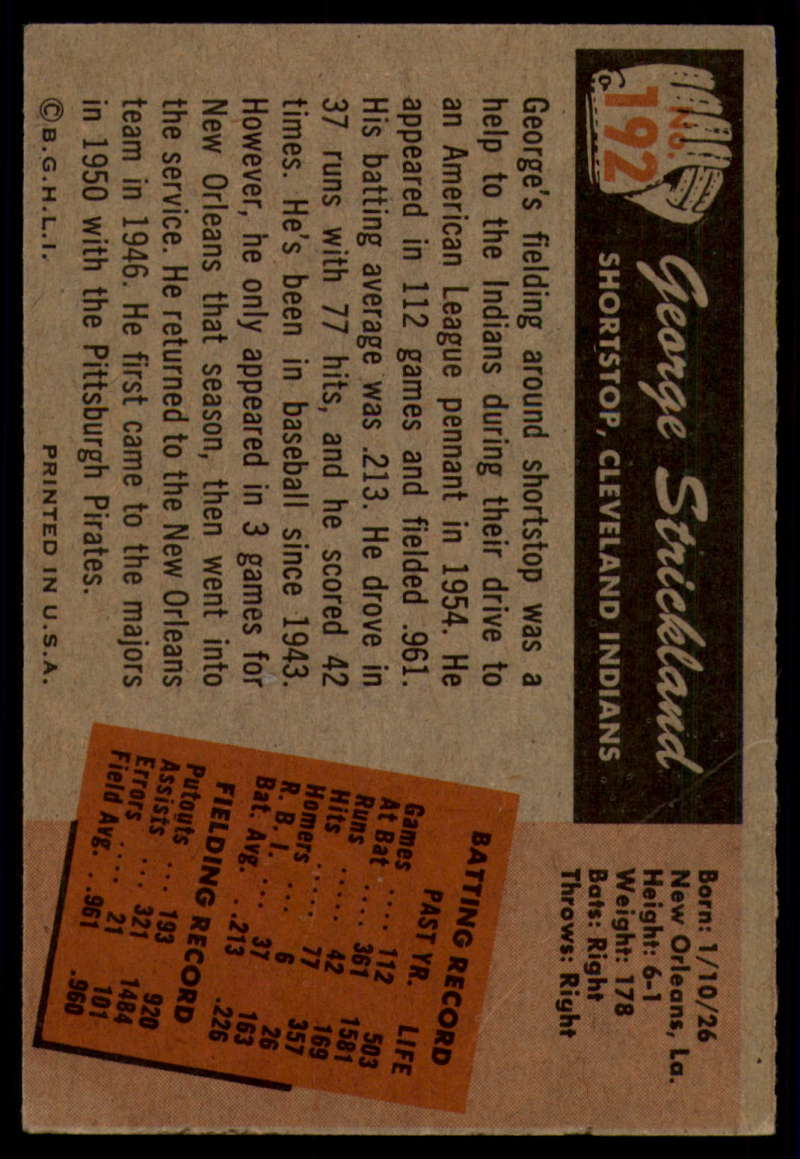 NO.
192
George Strickland
SHORTSTOP, CLEVELAND INDIANS
Born: 1/10/26
New Orleans, La.
Height: 6-1
Weight: 178
Bats: Right
Throws: Right
George's fielding around shortstop was a
help to the Indians during their drive to
an American League pennant in 1954. He
appeared in 112 games and fielded .961.
His batting average was .213. He drove in
37 runs with 77 hits, and he scored 42
times. He's been in baseball since 1943.
However, he only appeared in 3 games for
New Orleans that season, then went into
the service. He returned to the New Orleans
team in 1946. He first came to the majors
in 1950 with the Pittsburgh Pirates.
© B.G.H.L.I. PRINTED IN U.S.A.
BATTING RECORD
PAST YR. LIFE
Games .... 112 503
At Bat .... 361 1581
Runs ..... 42 169
Hits ...... 77 357
Homers ... 6 26
R. B. I. ... 37 163
Bat. Avg. . .213 .226
FIELDING RECORD
Putouts ... 193 920
Assists ... 321 1484
Errors .... 21 101
Field Avg. . .961 .960